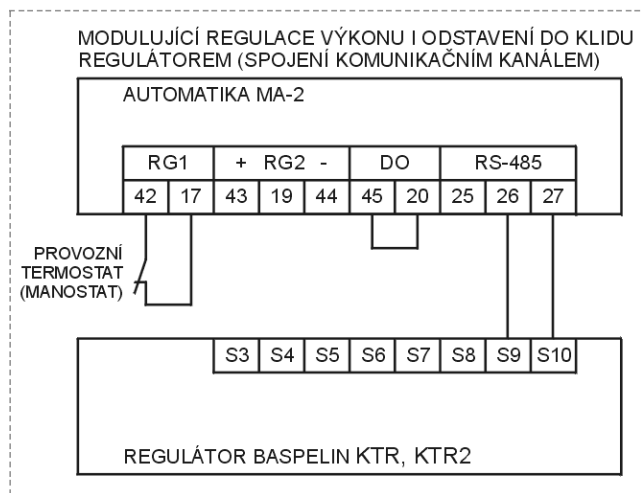 MODULUJÍCÍ REGULACE VÝKONU I ODSTAVENÍ DO KLIDU
REGULÁTOREM (SPOJENÍ KOMUNIKAČNÍM KANÁLEM)
AUTOMATIKA MA-2
RG1 + RG2 - DO RS-485
42 17 43 19 44 45 20 25 26 27
PROVOZNÍ
TERMOSTAT
(MANOSTAT)
S3 S4 S5 S6 S7 S8 S9 S10
REGULÁTOR BASPELIN KTR, KTR2